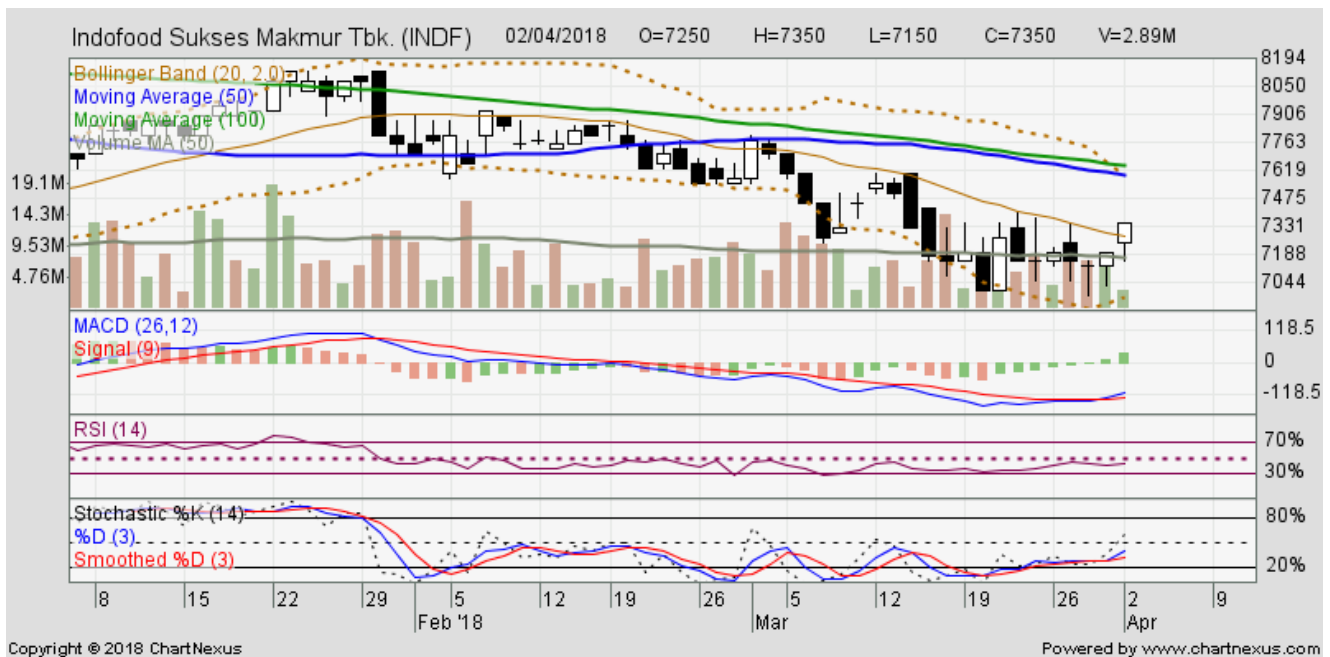 Indofood Sukses Makmur Tbk. (INDF) 02/04/2018 O=7250 H=7350 L=7150 C=7350 V=2.89M
Bollinger Band (20, 2.0)
Moving Average (50)
Moving Average (100)
Volume MA (50)
8194
8050
7906
7763
7619
7475
7331
7188
7044
19.1M
14.3M
9.53M
4.76M
MACD (26,12)
Signal (9)
118.5
0
-118.5
RSI (14)
70%
30%
Stochastic %K (14)
%D (3)
Smoothed %D (3)
80%
20%
8 15 22 29 5 12 19 26 5 12 19 26 2 9
Feb '18 Mar Apr
Copyright © 2018 ChartNexus Powered by www.chartnexus.com